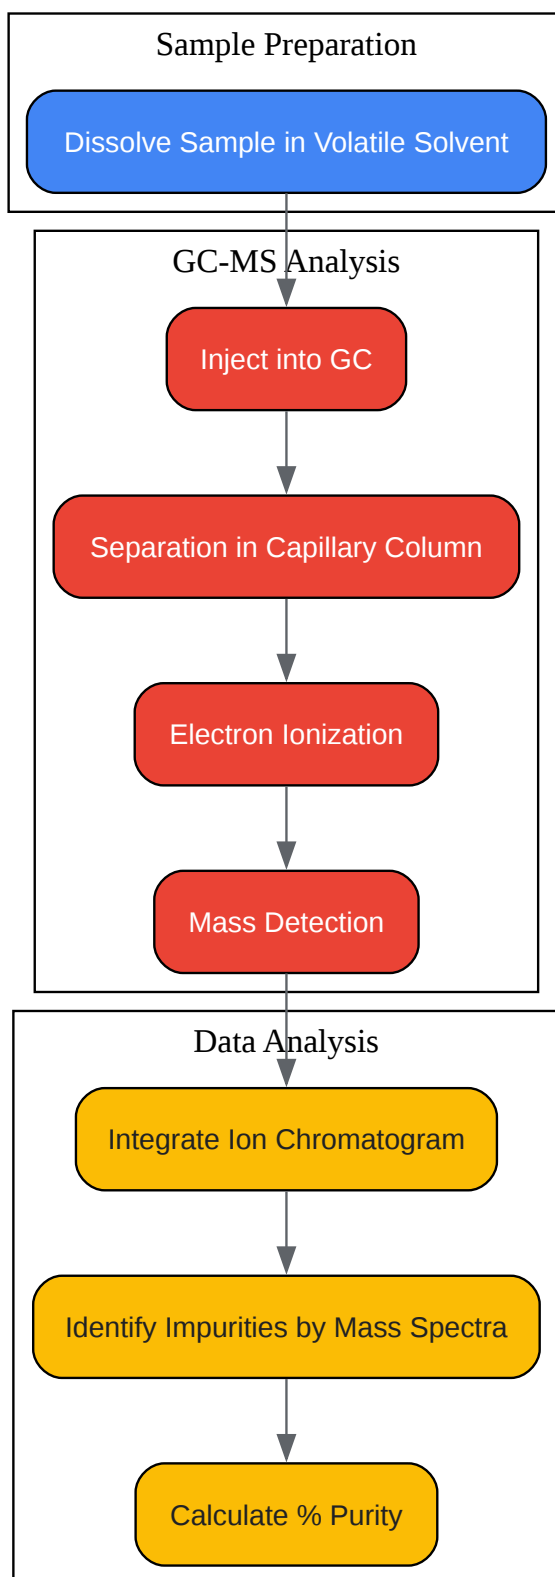 Sample Preparation
Dissolve Sample in Volatile Solvent
GC-MS Analysis
Inject into GC
Separation in Capillary Column
Electron Ionization
Mass Detection
Data Analysis
Integrate Ion Chromatogram
Identify Impurities by Mass Spectra
Calculate % Purity